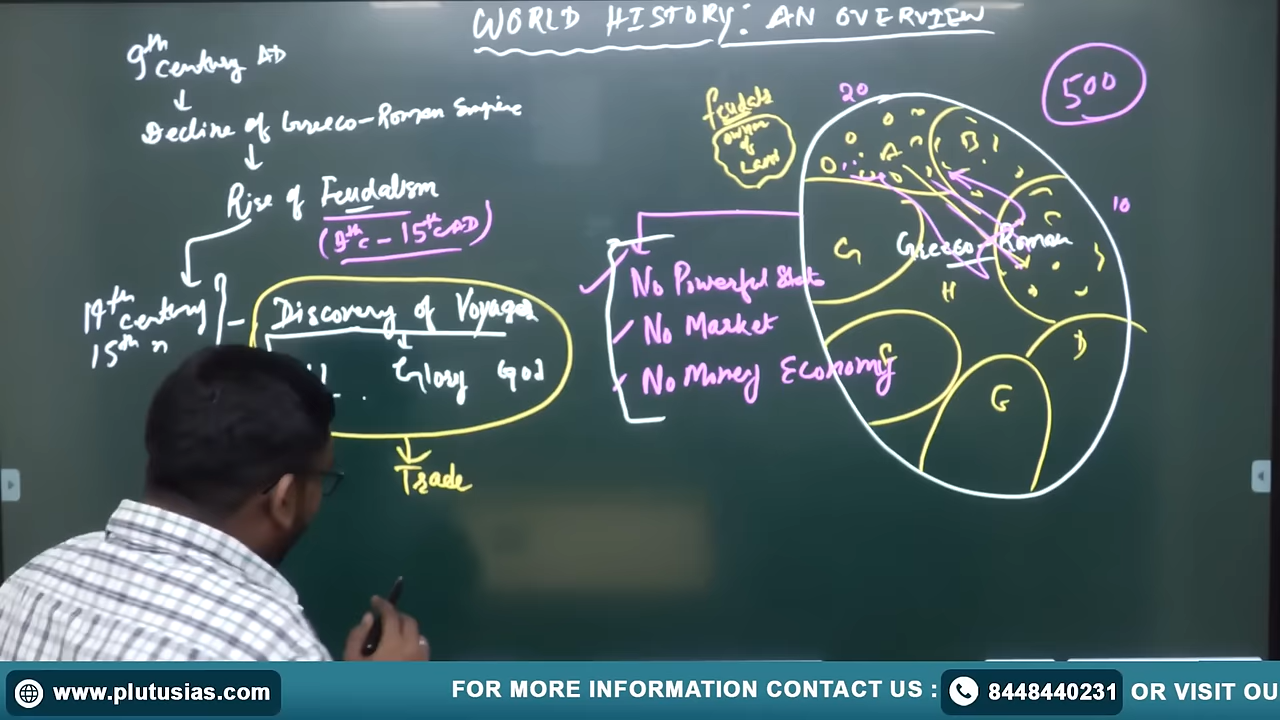 WORLD HISTORY: AN OVERVIEW
9th Century AD
Decline of Greeco-Roman Empire
Rise of Feudalism
(9th C - 15th C AD)
14th Century
15th "
Discovery of Voyages
Glory God
Trade
feudals
owner
of
Land
20
500
10
A
B
C
G
Greeco-Roman
H
D
G
No Powerful State
No Market
No Money Economy
www.plutusias.com
FOR MORE INFORMATION CONTACT US :
8448440231
OR VISIT OU